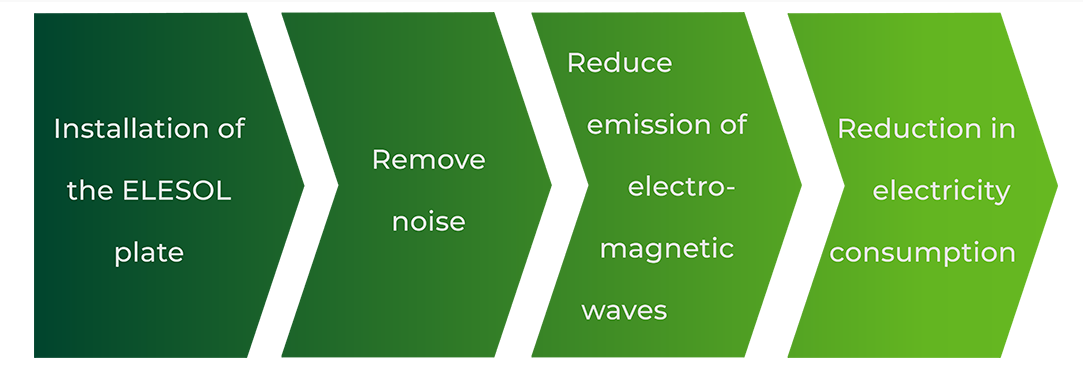 Installation of
the ELESOL
plate
Remove
noise
Reduce
emission of
electro-
magnetic
waves
Reduction in
electricity
consumption